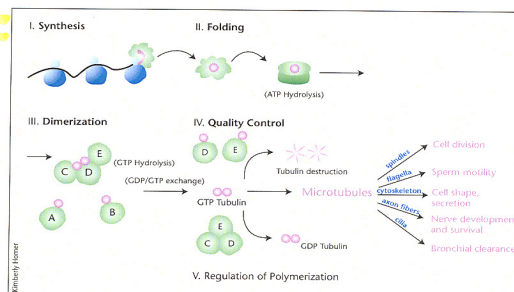 I. Synthesis
II. Folding
(ATP Hydrolysis)
III. Dimerization
IV. Quality Control
E
C
D
(GTP Hydrolysis)
(GDP/GTP exchange)
A
B
D
E
Tubulin destruction
GTP Tubulin
Microtubules
E
C
D
GDP Tubulin
spindles
flagella
cytoskeleton
axon fibers
cilia
Cell division
Sperm motility
Cell shape,
secretion
Nerve developmen
and survival
Bronchial clearance
V. Regulation of Polymerization
Kimberly Homer